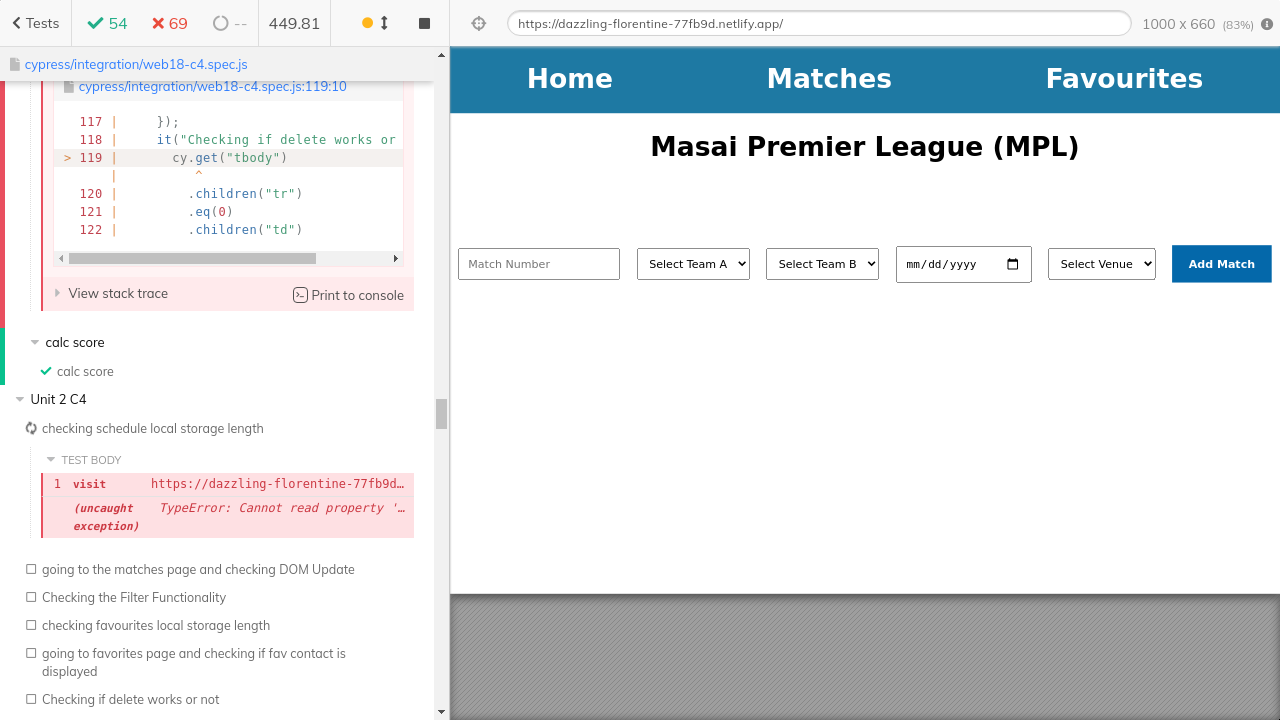 Tests
54
69
--
449.81
https://dazzling-florentine-77fb9d.netlify.app/
1000 x 660 (83%)
cypress/integration/web18-c4.spec.js
cypress/integration/web18-c4.spec.js:119:10
117 |     });
118 |     it("Checking if delete works or
> 119 |       cy.get("tbody")
|          ^
120 |         .children("tr")
121 |         .eq(0)
122 |         .children("td")
View stack trace
Print to console
calc score
calc score
Unit 2 C4
checking schedule local storage length
TEST BODY
1 visit https://dazzling-florentine-77fb9d…
(uncaught exception) TypeError: Cannot read property '…
going to the matches page and checking DOM Update
Checking the Filter Functionality
checking favourites local storage length
going to favorites page and checking if fav contact is
displayed
Checking if delete works or not
Home Matches Favourites
Masai Premier League (MPL)
Match Number
Select Team A
Select Team B
mm/dd/yyyy
Select Venue
Add Match